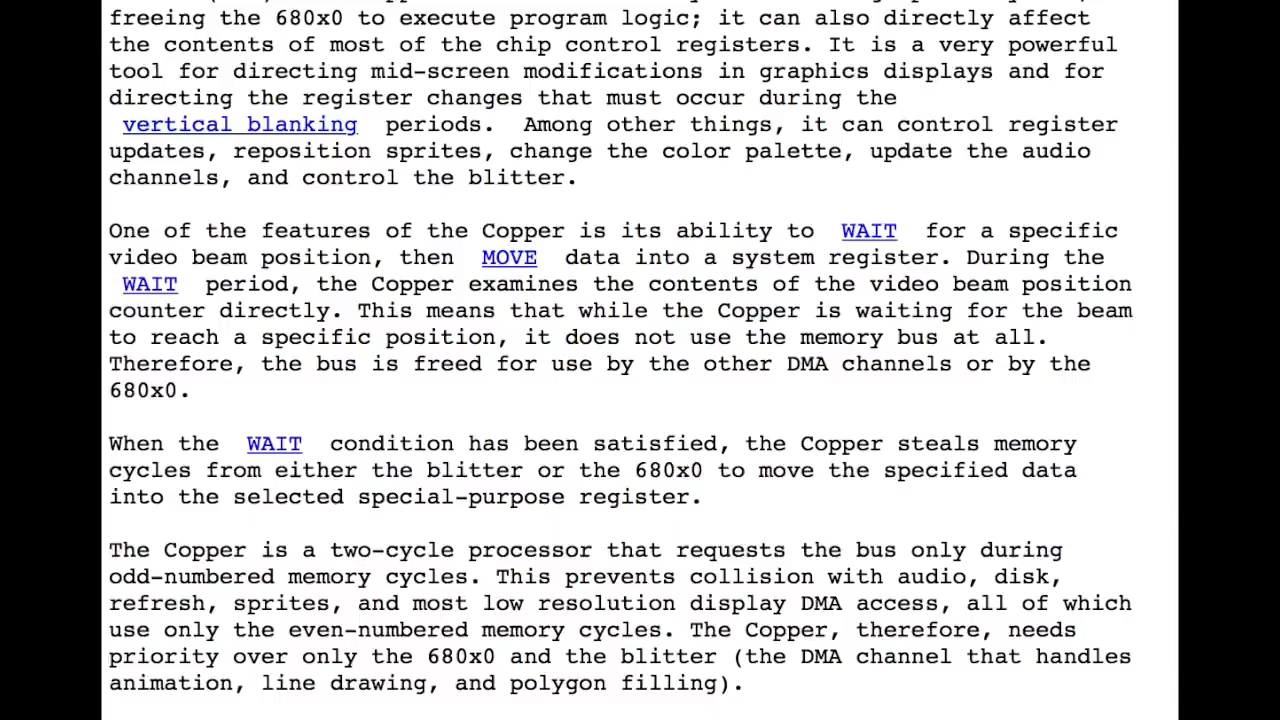 freeing the 680x0 to execute program logic; it can also directly affect
the contents of most of the chip control registers. It is a very powerful
tool for directing mid-screen modifications in graphics displays and for
directing the register changes that must occur during the
vertical blanking periods. Among other things, it can control register
updates, reposition sprites, change the color palette, update the audio
channels, and control the blitter.
One of the features of the Copper is its ability to WAIT for a specific
video beam position, then MOVE data into a system register. During the
WAIT period, the Copper examines the contents of the video beam position
counter directly. This means that while the Copper is waiting for the beam
to reach a specific position, it does not use the memory bus at all.
Therefore, the bus is freed for use by the other DMA channels or by the
680x0.
When the WAIT condition has been satisfied, the Copper steals memory
cycles from either the blitter or the 680x0 to move the specified data
into the selected special-purpose register.
The Copper is a two-cycle processor that requests the bus only during
odd-numbered memory cycles. This prevents collision with audio, disk,
refresh, sprites, and most low resolution display DMA access, all of which
use only the even-numbered memory cycles. The Copper, therefore, needs
priority over only the 680x0 and the blitter (the DMA channel that handles
animation, line drawing, and polygon filling).